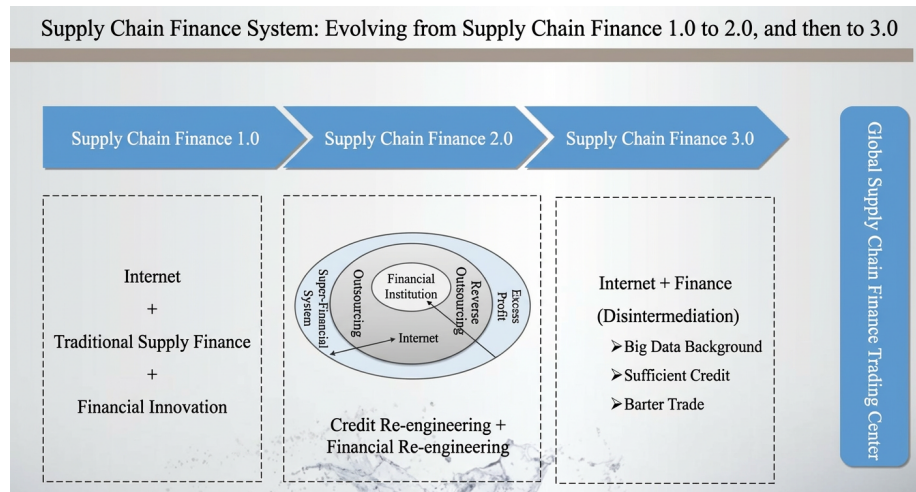 Supply Chain Finance System: Evolving from Supply Chain Finance 1.0 to 2.0, and then to 3.0
Supply Chain Finance 1.0
Supply Chain Finance 2.0
Supply Chain Finance 3.0
Internet
+
Traditional Supply Finance
+
Financial Innovation
Super-Financial
System
Outsourcing
Financial
Institution
Reverse
Outsourcing
Excess
Profit
Internet
Credit Re-engineering +
Financial Re-engineering
Internet + Finance
(Disintermediation)
➤Big Data Background
➤Sufficient Credit
➤Barter Trade
Global Supply Chain Finance Trading Center